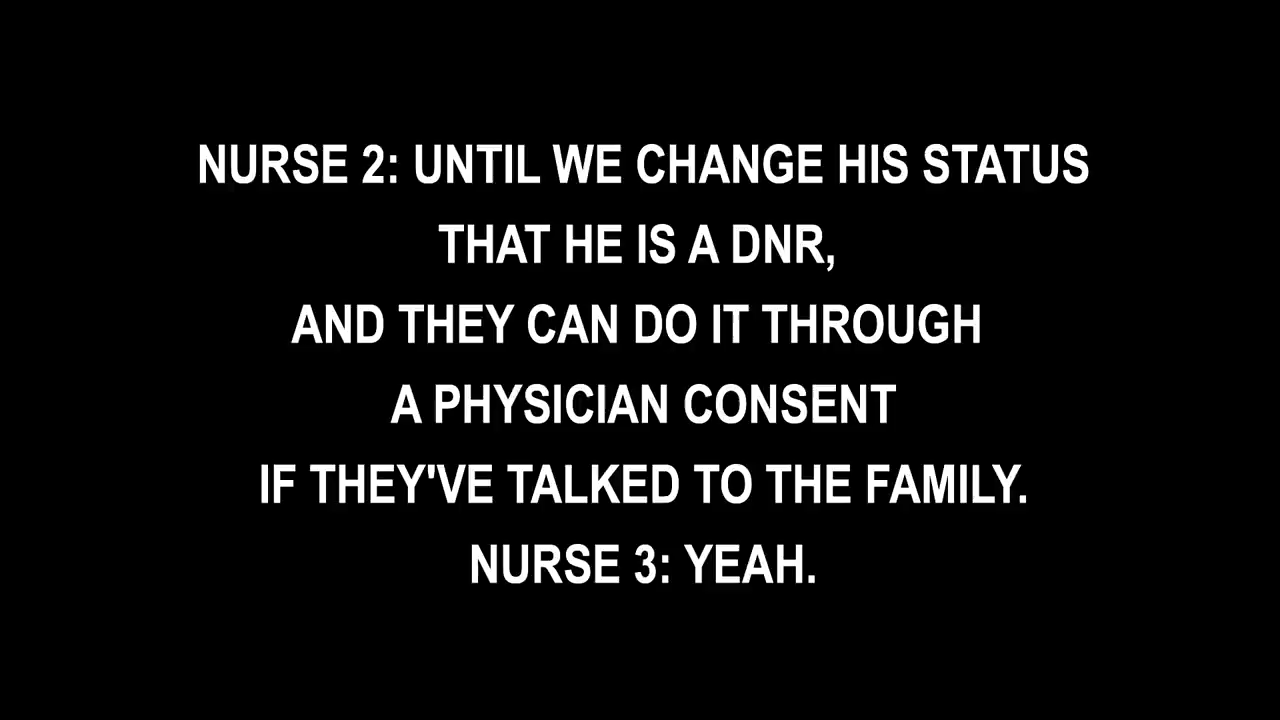 NURSE 2: UNTIL WE CHANGE HIS STATUS
THAT HE IS A DNR,
AND THEY CAN DO IT THROUGH
A PHYSICIAN CONSENT
IF THEY'VE TALKED TO THE FAMILY.
NURSE 3: YEAH.